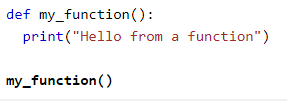 def my_function():
  print("Hello from a function")

my_function()